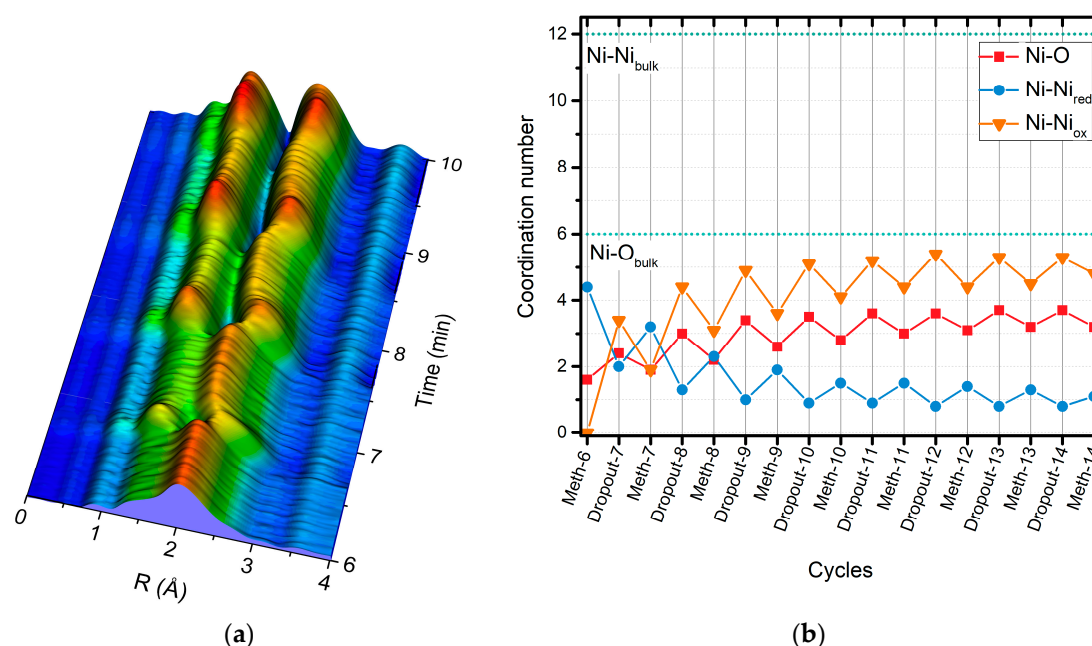 0
1
2
3
4
R (Å)
6
7
8
9
10
Time (min)
(a)
Coordination number
12
10
8
6
4
2
0
Ni-Ni_bulk
Ni-O_bulk
Ni-O
Ni-Ni_red
Ni-Ni_ox
Meth-6
Dropout-7
Meth-7
Dropout-8
Meth-8
Dropout-9
Meth-9
Dropout-10
Meth-10
Dropout-11
Meth-11
Dropout-12
Meth-12
Dropout-13
Meth-13
Dropout-14
Meth-14
Cycles
(b)